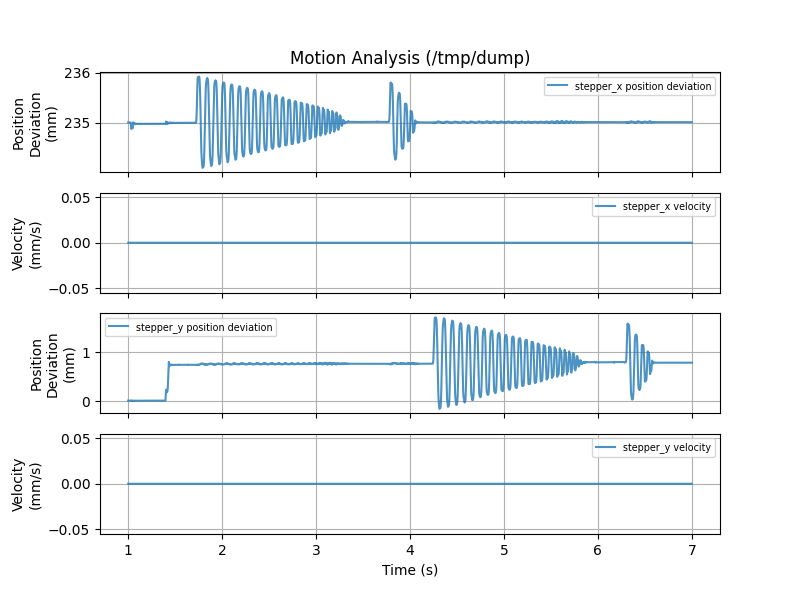 Motion Analysis (/tmp/dump)
236
235
Position
Deviation
(mm)
stepper_x position deviation
0.05
0.00
−0.05
Velocity
(mm/s)
stepper_x velocity
1
0
Position
Deviation
(mm)
stepper_y position deviation
0.05
0.00
−0.05
Velocity
(mm/s)
stepper_y velocity
1 2 3 4 5 6 7
Time (s)